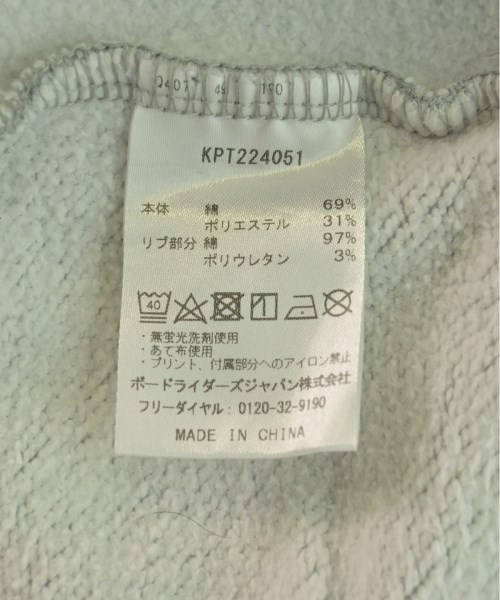 KPT224051
本体 綿 69%
ポリエステル 31%
リブ部分 綿 97%
ポリウレタン 3%
40
・無蛍光洗剤使用
・あて布使用
・プリント、付属部分へのアイロン禁止
ボードライダーズジャパン株式会社
フリーダイヤル：0120-32-9190
MADE IN CHINA